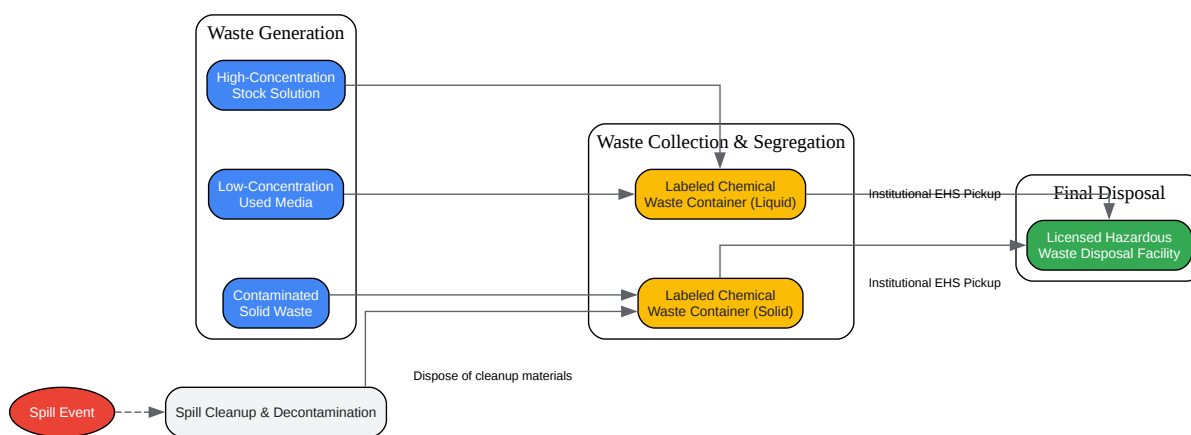 Waste Generation
High-Concentration
Stock Solution
Low-Concentration
Used Media
Contaminated
Solid Waste
Waste Collection & Segregation
Labeled Chemical
Waste Container (Liquid)
Labeled Chemical
Waste Container (Solid)
Institutional EHS Pickup
Institutional EHS Pickup
Final Disposal
Licensed Hazardous
Waste Disposal Facility
Dispose of cleanup materials
Spill Event
Spill Cleanup & Decontamination